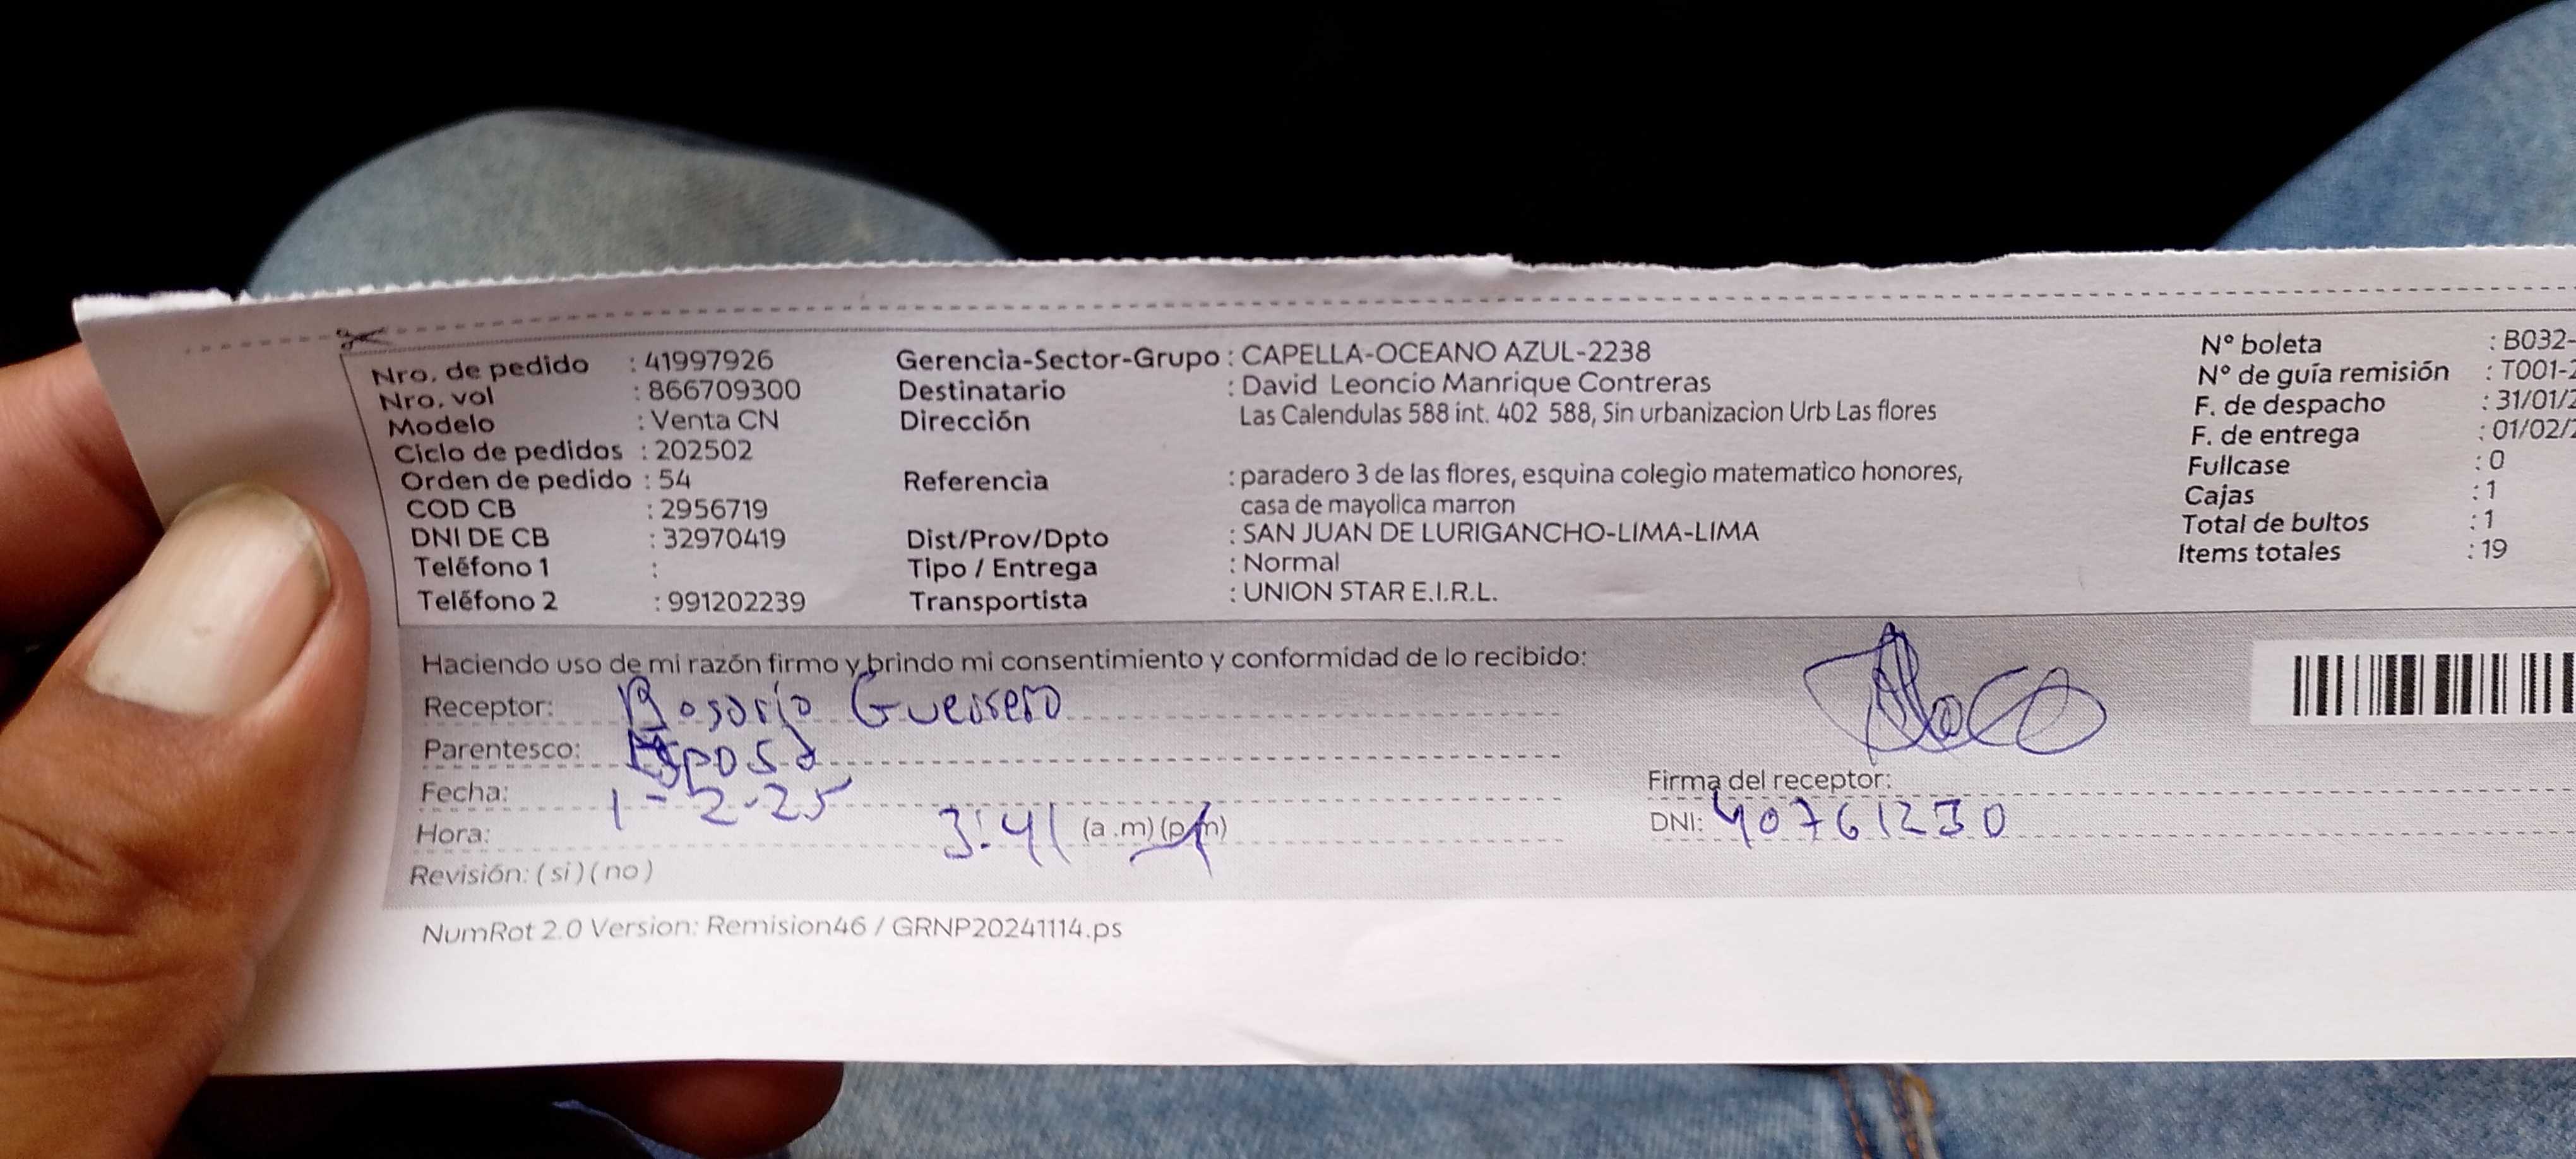 Nro. de pedido : 41997926
Nro. vol : 866709300
Modelo : Venta CN
Ciclo de pedidos : 202502
Orden de pedido : 54
COD CB : 2956719
DNI DE CB : 32970419
Teléfono 1 :
Teléfono 2 : 991202239
Gerencia-Sector-Grupo : CAPELLA-OCEANO AZUL-2238
Destinatario : David Leoncio Manrique Contreras
Dirección Las Calendulas 588 int. 402 588, Sin urbanizacion Urb Las flores
Referencia : paradero 3 de las flores, esquina colegio matematico honores,
casa de mayolica marron
Dist/Prov/Dpto : SAN JUAN DE LURIGANCHO-LIMA-LIMA
Tipo / Entrega : Normal
Transportista : UNION STAR E.I.R.L.
N° boleta : B032-
N° de guía remisión : T001-2
F. de despacho : 31/01/2
F. de entrega : 01/02/2
Fullcase : 0
Cajas : 1
Total de bultos : 1
Items totales : 19
Haciendo uso de mi razón firmo y brindo mi consentimiento y conformidad de lo recibido:
Receptor: Rosario Guerrero
Parentesco: Esposa
Fecha: 1-2-25
Hora: 3:41 (a.m) (p.m)
Revisión: (si) (no)
Firma del receptor:
DNI: 40761230
NumRot 2.0 Version: Remision46 / GRNP20241114.ps